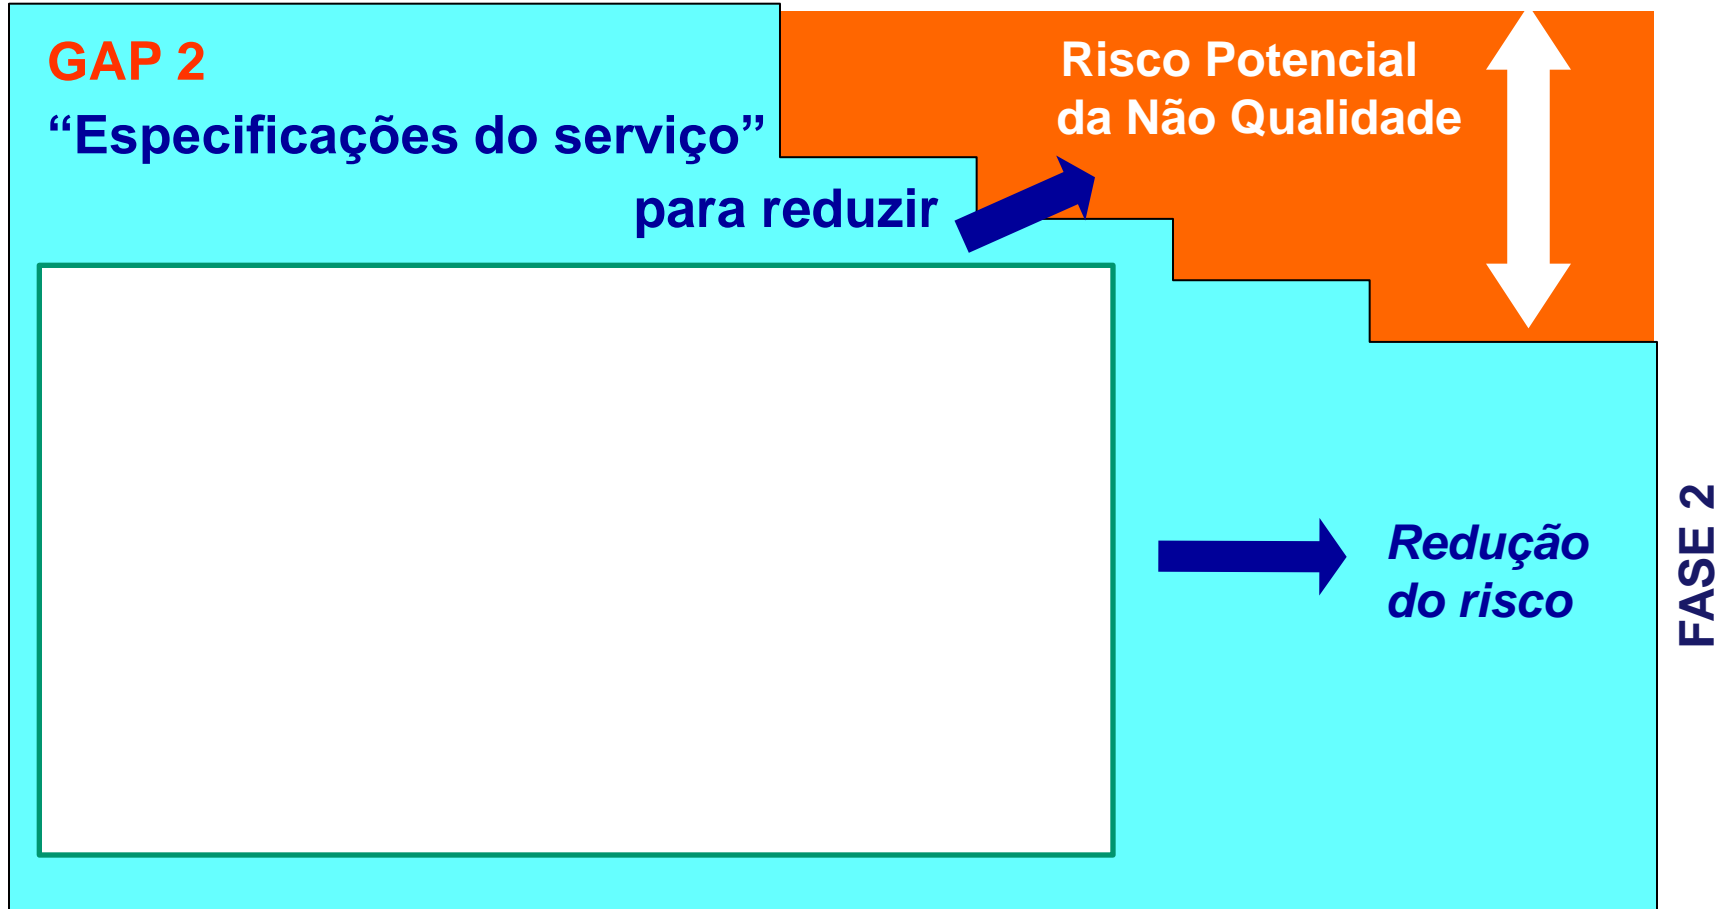 GAP 2
“Especificações do serviço”
para reduzir
Risco Potencial
da Não Qualidade
Redução
do risco
FASE 2